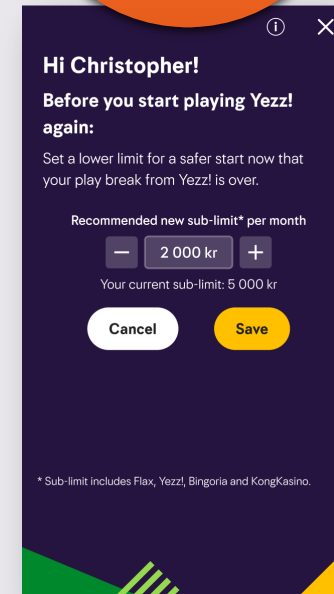 Hi Christopher!
Before you start playing Yezz!
again:
Set a lower limit for a safer start now that
your play break from Yezz! is over.
Recommended new sub-limit* per month
2 000 kr
Your current sub-limit: 5 000 kr
Cancel Save
* Sub-limit includes Flax, Yezz!, Bingoria and KongKasino.